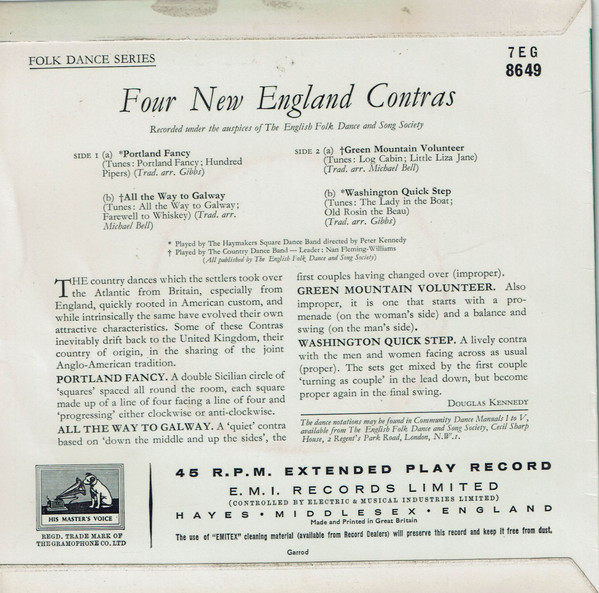 FOLK DANCE SERIES
7EG
8649
Four New England Contras
Recorded under the auspices of The English Folk Dance and Song Society
SIDE 1 (a) *Portland Fancy
(Tunes: Portland Fancy; Hundred
Pipers) (Trad. arr. Gibbs)
(b) †All the Way to Galway
(Tunes: All the Way to Galway;
Farewell to Whiskey) (Trad. arr.
Michael Bell)
SIDE 2 (a) †Green Mountain Volunteer
(Tunes: Log Cabin; Little Liza Jane)
(Trad. arr. Michael Bell)
(b) *Washington Quick Step
(Tunes: The Lady in the Boat;
Old Rosin the Beau)
(Trad. arr. Gibbs)
* Played by The Haymakers Square Dance Band directed by Peter Kennedy
† Played by The Country Dance Band — Leader: Nan Fleming-Williams
(All published by The English Folk Dance and Song Society)
THE country dances which the settlers took over
the Atlantic from Britain, especially from
England, quickly rooted in American custom, and
while intrinsically the same have evolved their own
attractive characteristics. Some of these Contras
inevitably drift back to the United Kingdom, their
country of origin, in the sharing of the joint
Anglo-American tradition.
PORTLAND FANCY. A double Sicilian circle of
'squares' spaced all round the room, each square
made up of a line of four facing a line of four and
'progressing' either clockwise or anti-clockwise.
ALL THE WAY TO GALWAY. A 'quiet' contra
based on 'down the middle and up the sides', the
first couples having changed over (improper).
GREEN MOUNTAIN VOLUNTEER. Also
improper, it is one that starts with a pro-
menade (on the woman's side) and a balance and
swing (on the man's side).
WASHINGTON QUICK STEP. A lively contra
with the men and women facing across as usual
(proper). The sets get mixed by the first couple
'turning as couple' in the lead down, but become
proper again in the final swing.
DOUGLAS KENNEDY
The dance notations may be found in Community Dance Manuals I to V,
available from The English Folk Dance and Song Society, Cecil Sharp
House, 2 Regent's Park Road, London, N.W.1.
HIS MASTER'S VOICE
REGD. TRADE MARK OF
THE GRAMOPHONE CO. LTD
45 R.P.M. EXTENDED PLAY RECORD
E.M.I. RECORDS LIMITED
(CONTROLLED BY ELECTRIC & MUSICAL INDUSTRIES LIMITED)
HAYES • MIDDLESEX • ENGLAND
Made and Printed in Great Britain
The use of "EMITEX" cleaning material (available from Record Dealers) will preserve this record and keep it free from dust.
Garrod